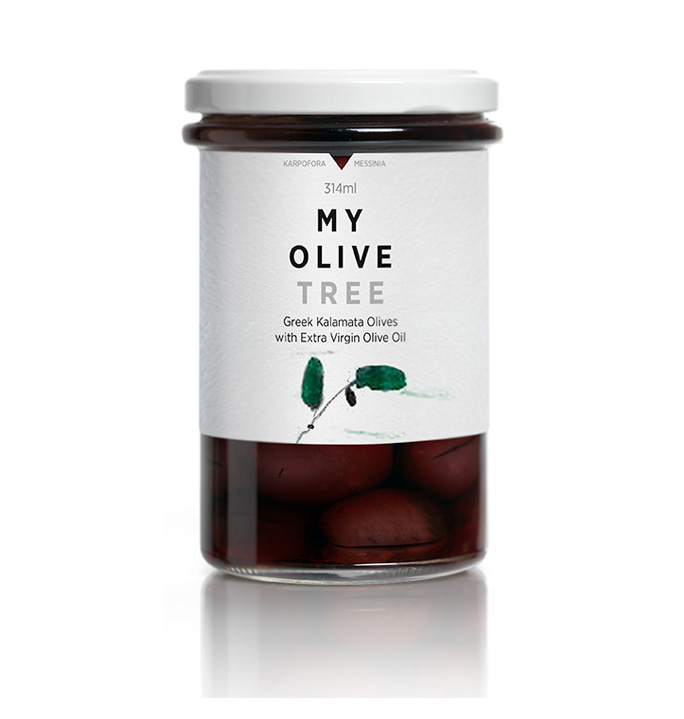 KARPOFORA MESSINIA
314ml
MY
OLIVE
TREE
Greek Kalamata Olives
with Extra Virgin Olive Oil